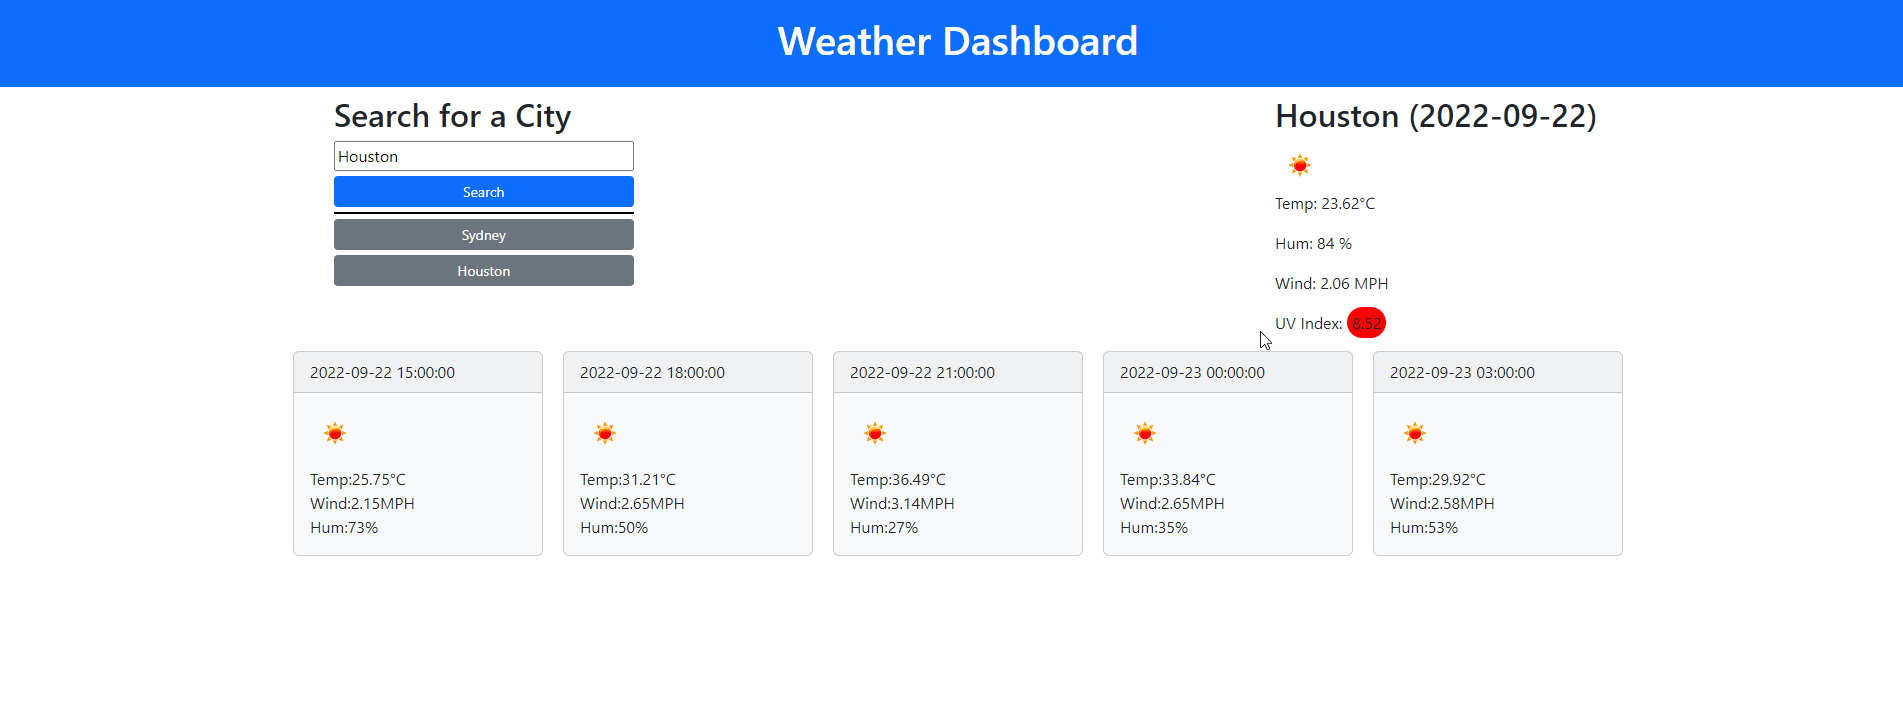 Weather Dashboard
Search for a City
Houston
Search
Sydney
Houston
Houston (2022-09-22)
Temp: 23.62°C
Hum: 84 %
Wind: 2.06 MPH
UV Index: 8.52
2022-09-22 15:00:00
Temp:25.75°C
Wind:2.15MPH
Hum:73%
2022-09-22 18:00:00
Temp:31.21°C
Wind:2.65MPH
Hum:50%
2022-09-22 21:00:00
Temp:36.49°C
Wind:3.14MPH
Hum:27%
2022-09-23 00:00:00
Temp:33.84°C
Wind:2.65MPH
Hum:35%
2022-09-23 03:00:00
Temp:29.92°C
Wind:2.58MPH
Hum:53%